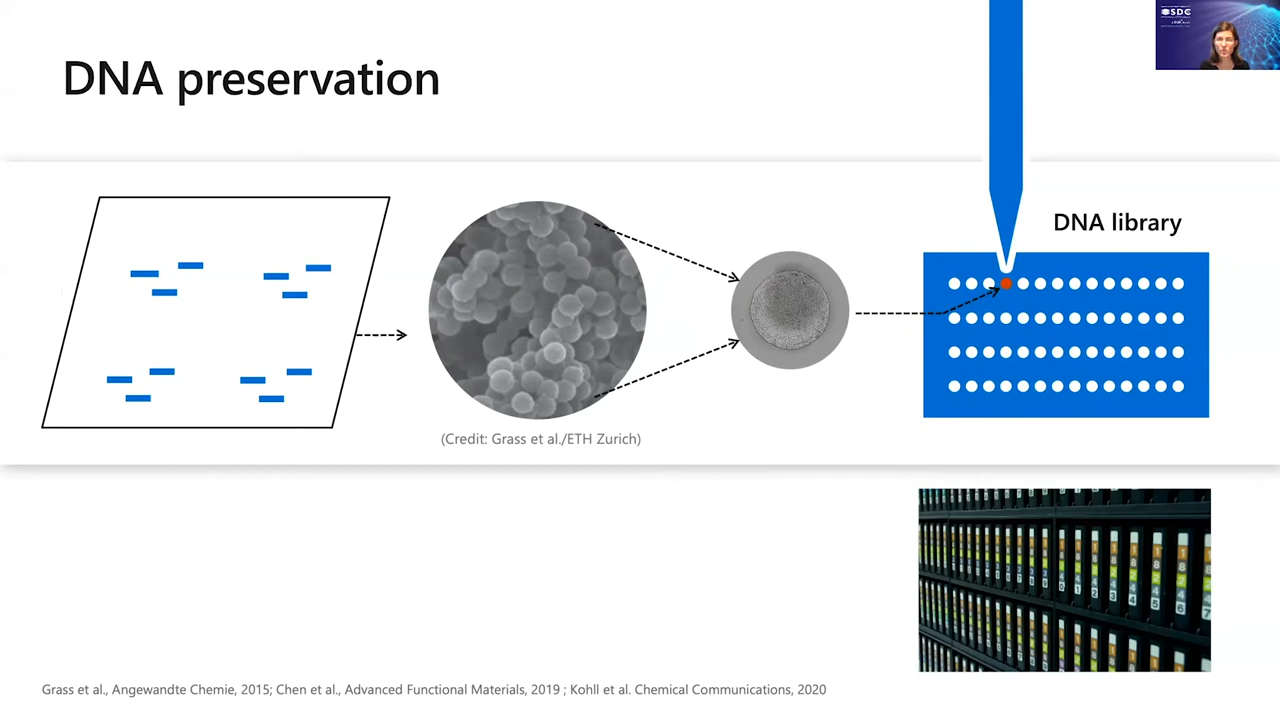 DNA preservation
SDC
DNA library
(Credit: Grass et al./ETH Zurich)
Grass et al., Angewandte Chemie, 2015; Chen et al., Advanced Functional Materials, 2019 ; Kohll et al. Chemical Communications, 2020